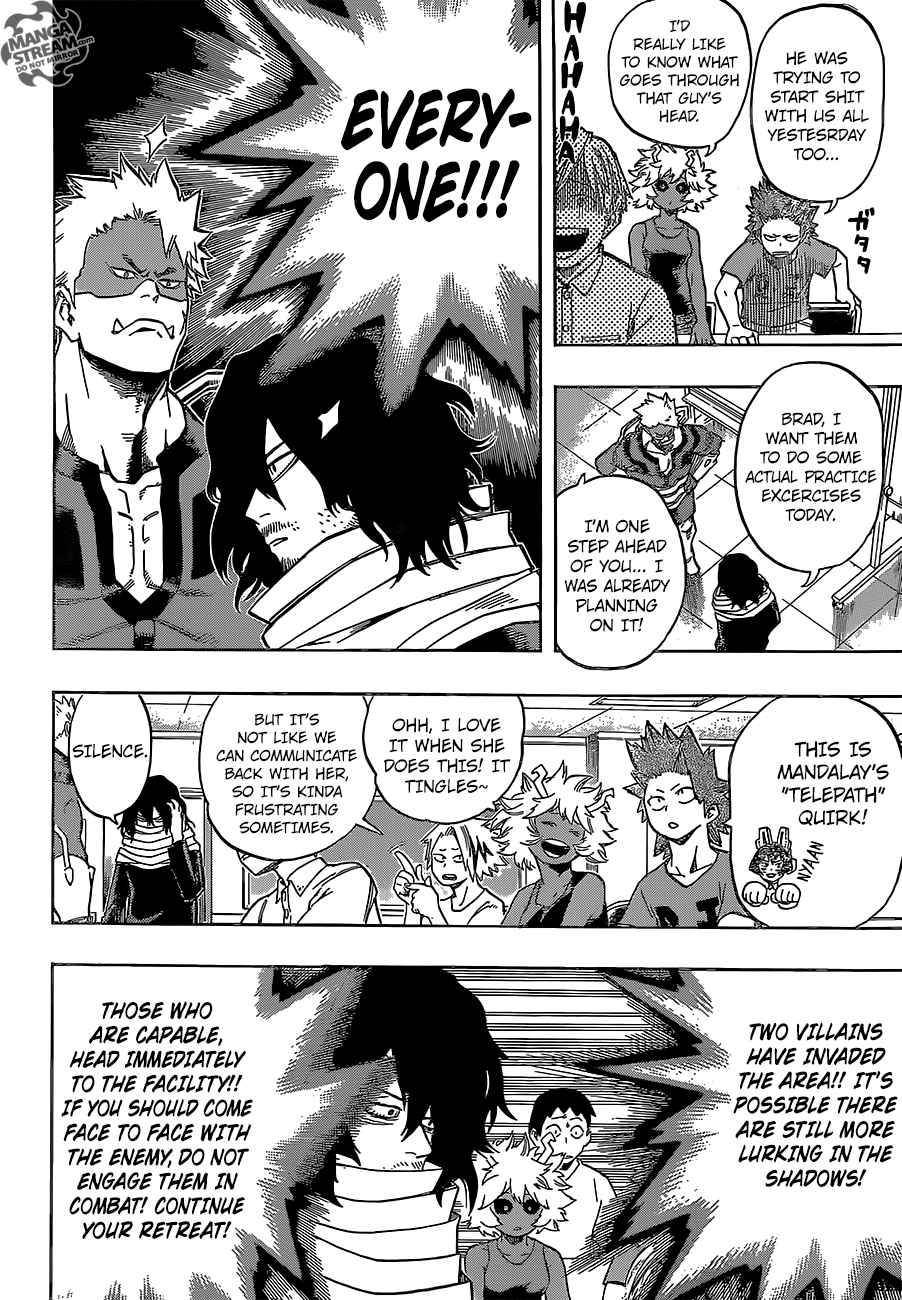 MANGA
STREAM.COM
DO NOT MIRROR
HE WAS
TRYING TO
START SHIT
WITH US ALL
YESTESRDAY
TOO...
ガタタ
I'D
REALLY LIKE
TO KNOW WHAT
GOES THROUGH
THAT GUY'S
HEAD.
HAHAHAHA
BRAD, I
WANT THEM
TO DO SOME
ACTUAL PRACTICE
EXCERCISES
TODAY.
I'M ONE
STEP AHEAD
OF YOU... I
WAS ALREADY
PLANNING
ON IT!
EVERY-
ONE!!!
THIS IS
MANDALAY'S
"TELEPATH"
QUIRK!
NYAAN
OHH, I LOVE
IT WHEN SHE
DOES THIS! IT
TINGLES~
BUT IT'S
NOT LIKE WE
CAN COMMUNICATE
BACK WITH HER,
SO IT'S KINDA
FRUSTRATING
SOMETIMES.
SILENCE.
TWO VILLAINS
HAVE INVADED
THE AREA!! IT'S
POSSIBLE THERE
ARE STILL MORE
LURKING IN THE
SHADOWS!
THOSE WHO
ARE CAPABLE,
HEAD IMMEDIATELY
TO THE FACILITY!!
IF YOU SHOULD COME
FACE TO FACE WITH
THE ENEMY, DO NOT
ENGAGE THEM IN
COMBAT! CONTINUE
YOUR RETREAT!